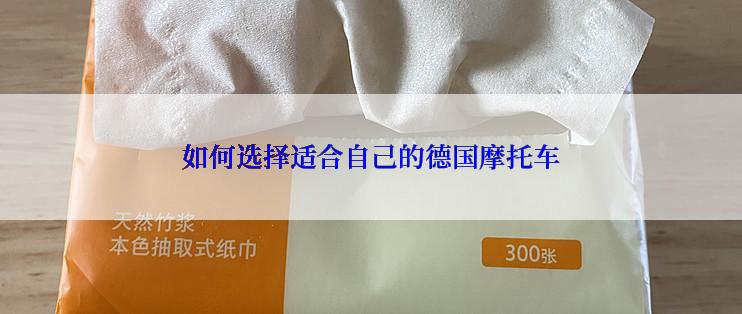 如何选择适合自己的德国摩托车
天然竹浆
本色抽取式纸巾
300张